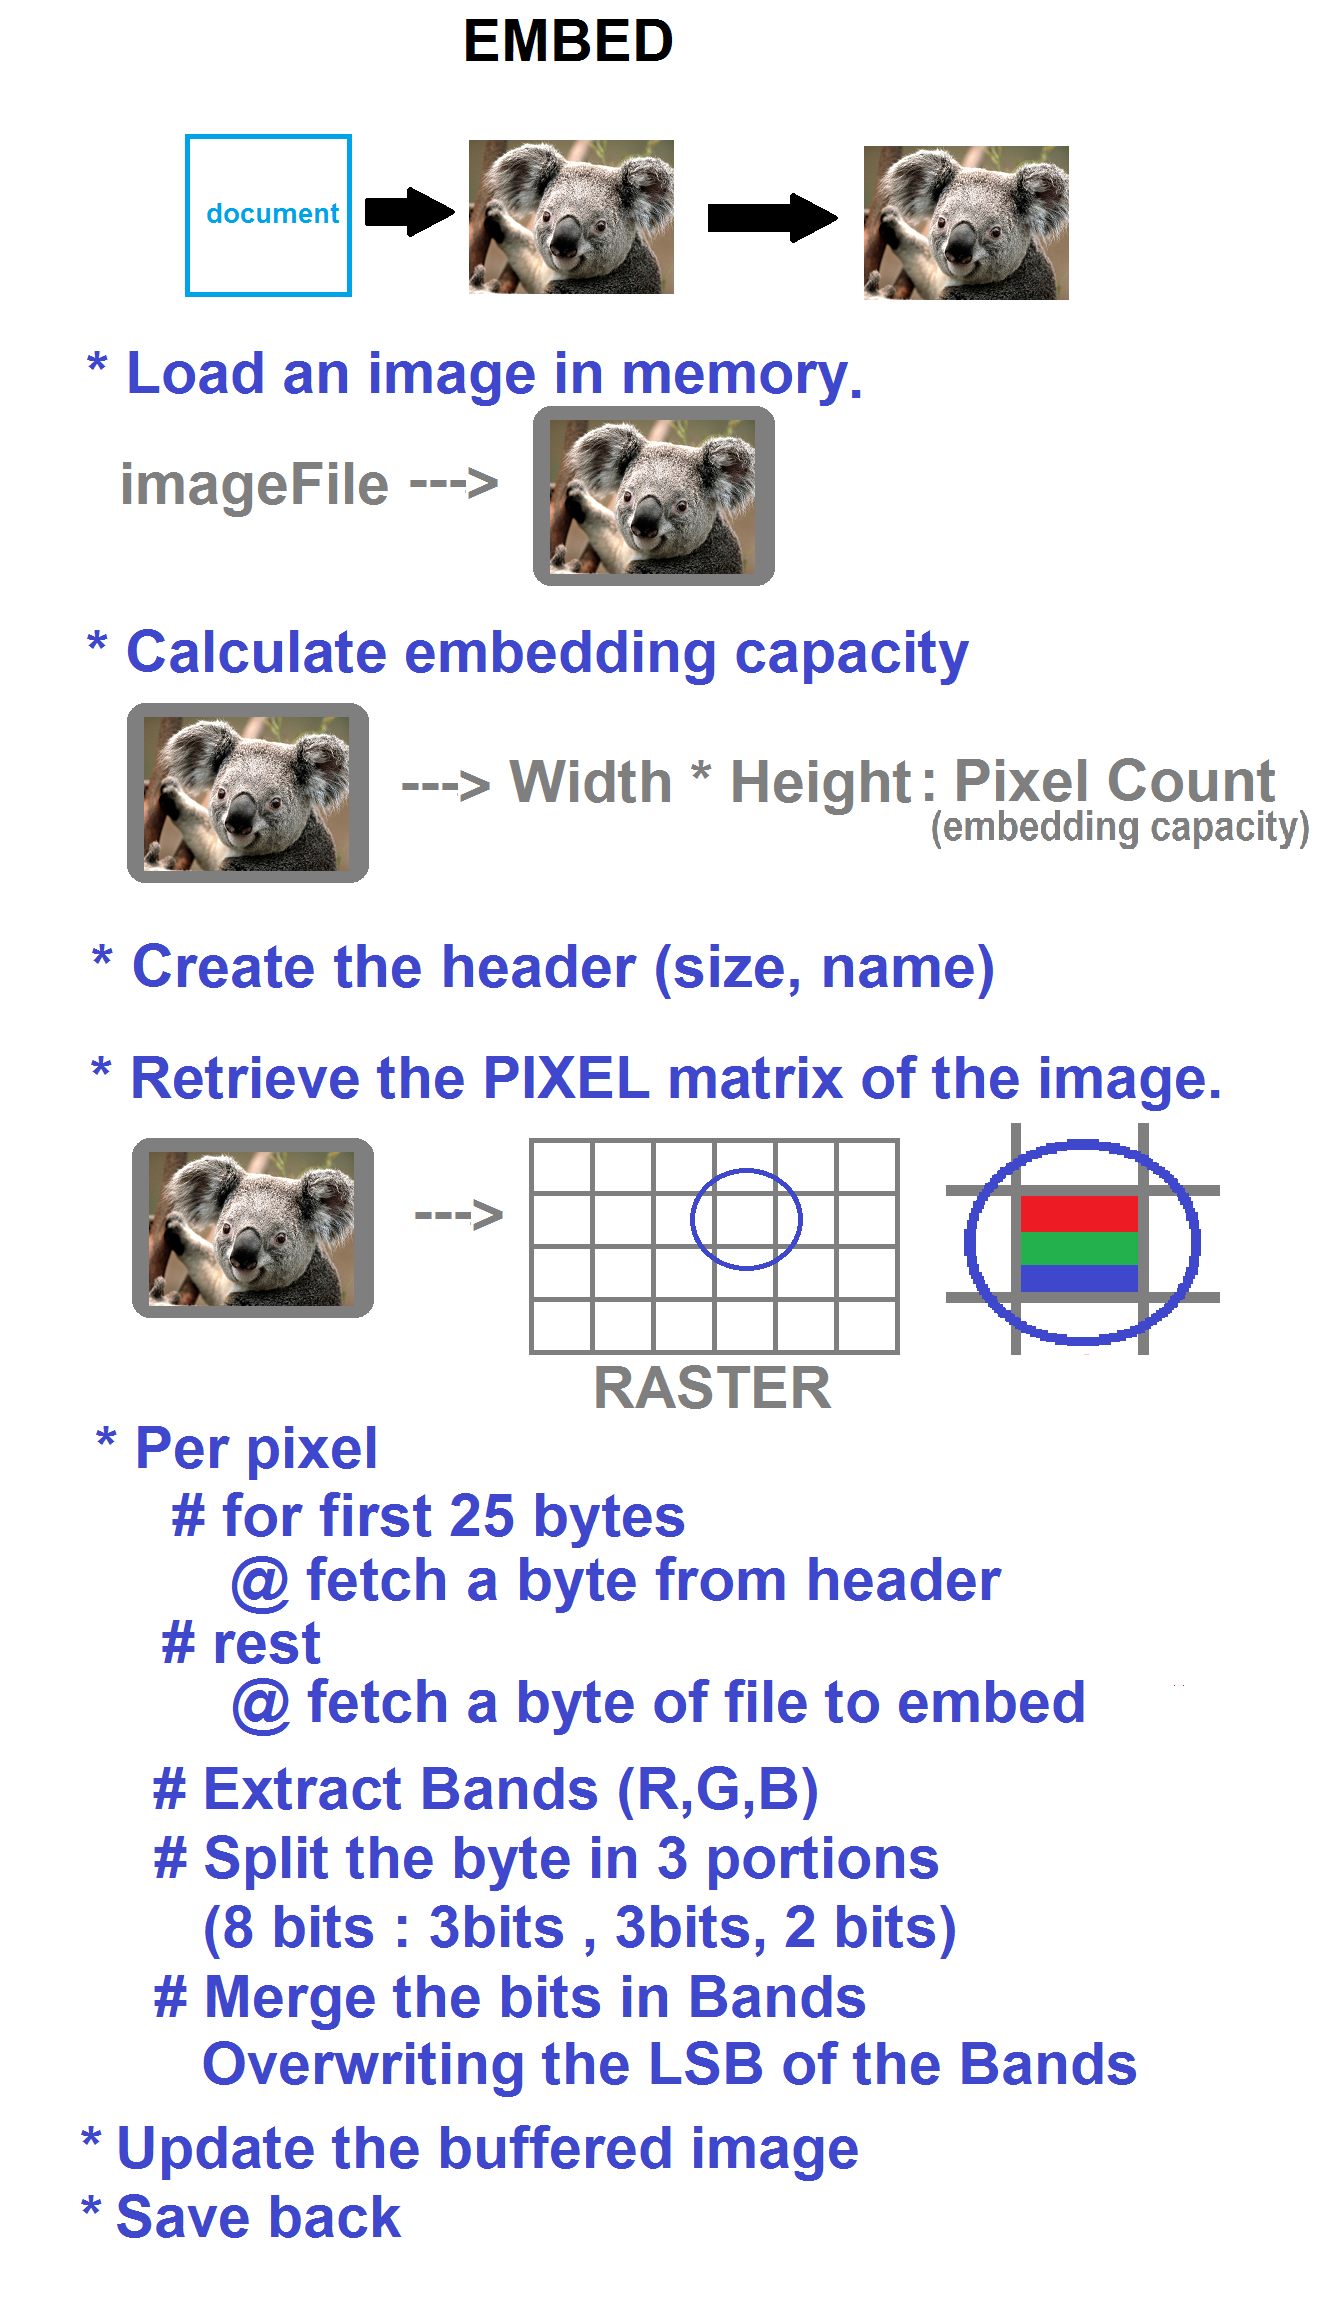 EMBED
document
* Load an image in memory.
imageFile --->
* Calculate embedding capacity
---> Width * Height : Pixel Count
(embedding capacity)
* Create the header (size, name)
* Retrieve the PIXEL matrix of the image.
--->
RASTER
* Per pixel
# for first 25 bytes
@ fetch a byte from header
# rest
@ fetch a byte of file to embed
# Extract Bands (R,G,B)
# Split the byte in 3 portions
(8 bits : 3bits , 3bits, 2 bits)
# Merge the bits in Bands
Overwriting the LSB of the Bands
* Update the buffered image
* Save back